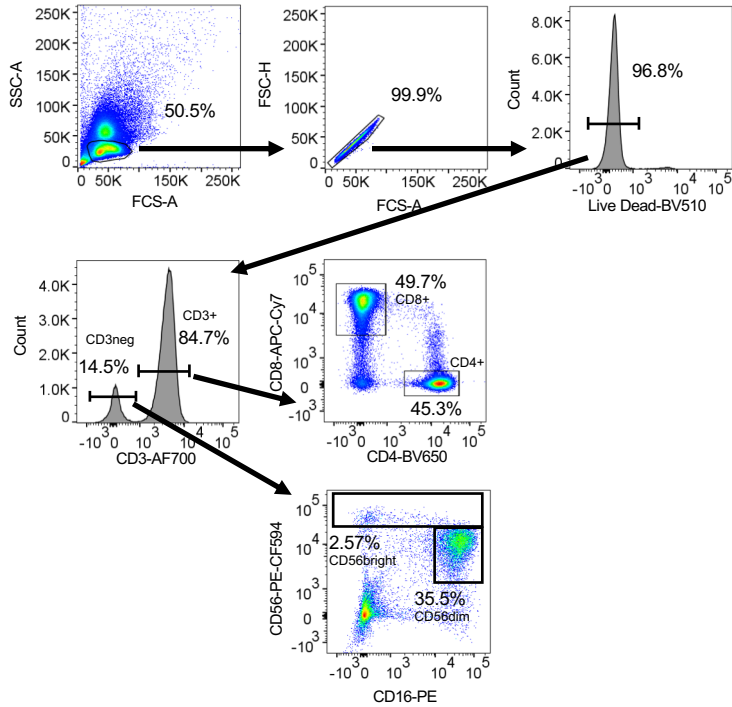 SSC-A
250K
200K
150K
100K
50K
0
50.5%
0 50K 150K 250K
FCS-A
FSC-H
250K
200K
150K
100K
50K
0
99.9%
0 50K 150K 250K
FCS-A
Count
8.0K
6.0K
4.0K
2.0K
0
96.8%
-10³ 0 10³ 10⁴ 10⁵
Live Dead-BV510
Count
4.0K
3.0K
2.0K
1.0K
0
CD3neg
14.5%
CD3+
84.7%
-10³ 0 10³ 10⁴ 10⁵
CD3-AF700
CD8-APC-Cy7
10⁵
10⁴
10³
0
-10³
49.7%
CD8+
CD4+
45.3%
-10³ 0 10³ 10⁴ 10⁵
CD4-BV650
CD56-PE-CF594
10⁵
10⁴
10³
0
-10³
2.57%
CD56bright
35.5%
CD56dim
-10³ 0 10³ 10⁴ 10⁵
CD16-PE